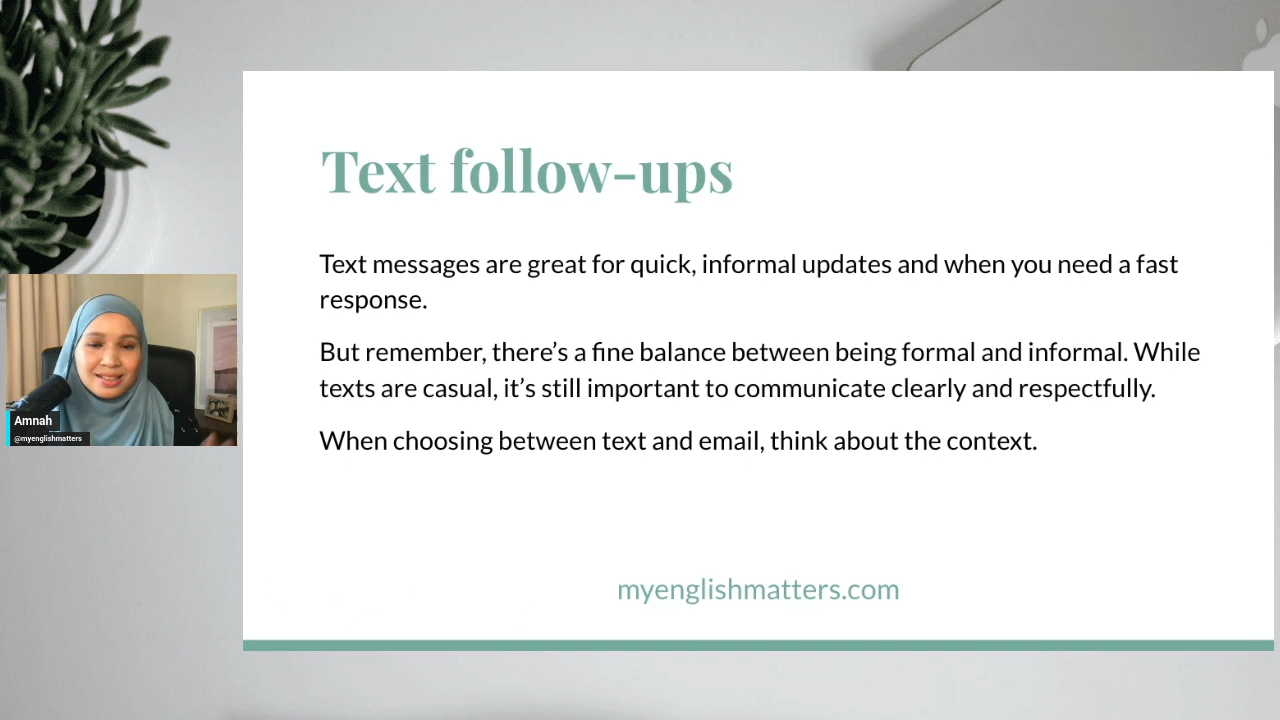 Text follow-ups
Text messages are great for quick, informal updates and when you need a fast
response.
But remember, there’s a fine balance between being formal and informal. While
texts are casual, it’s still important to communicate clearly and respectfully.
When choosing between text and email, think about the context.
myenglishmatters.com
Amnah
@myenglishmatters